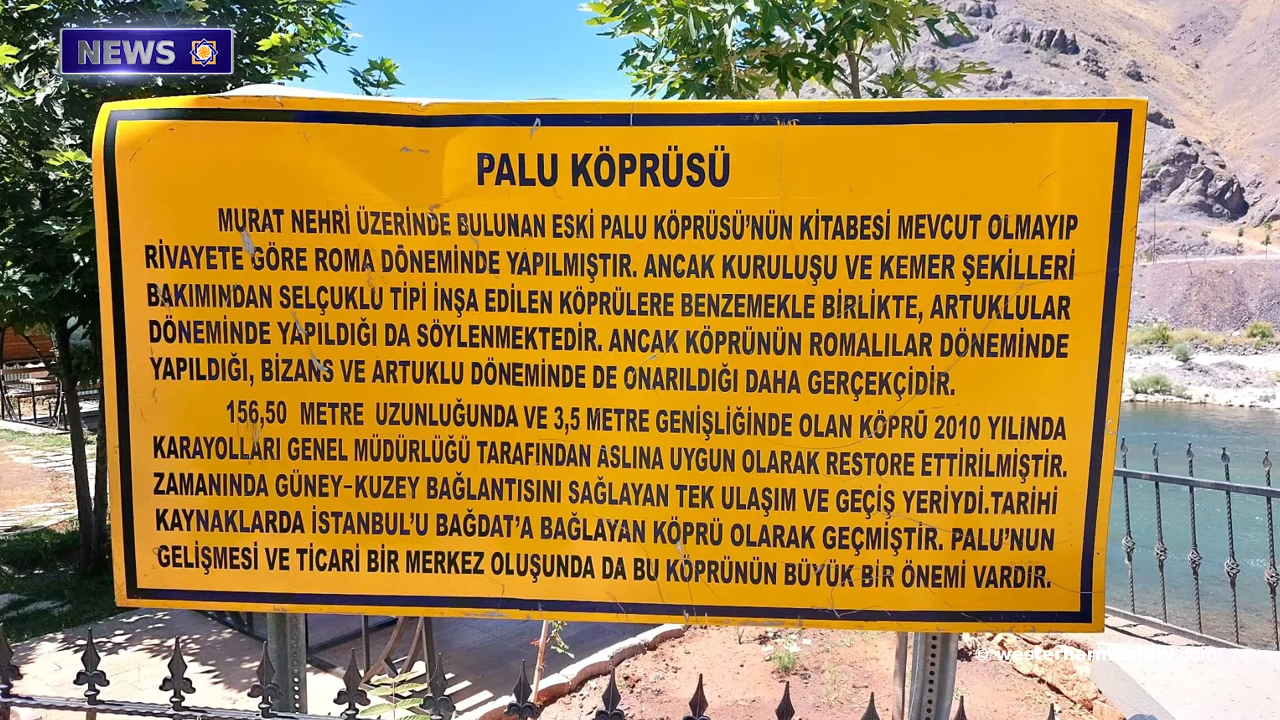 NEWS
PALU KÖPRÜSÜ
MURAT NEHRİ ÜZERİNDE BULUNAN ESKİ PALU KÖPRÜSÜ'NÜN KİTABESİ MEVCUT OLMAYIP
RİVAYETE GÖRE ROMA DÖNEMİNDE YAPILMIŞTIR. ANCAK KURULUŞU VE KEMER ŞEKİLLERİ
BAKIMINDAN SELÇUKLU TİPİ İNŞA EDİLEN KÖPRÜLERE BENZEMEKLE BİRLİKTE, ARTUKLULAR
DÖNEMİNDE YAPILDIĞI DA SÖYLENMEKTEDİR. ANCAK KÖPRÜNÜN ROMALILAR DÖNEMİNDE
YAPILDIĞI, BİZANS VE ARTUKLU DÖNEMİNDE DE ONARILDIĞI DAHA GERÇEKÇİDİR.
156,50 METRE UZUNLUĞUNDA VE 3,5 METRE GENİŞLİĞİNDE OLAN KÖPRÜ 2010 YILINDA
KARAYOLLARI GENEL MÜDÜRLÜĞÜ TARAFINDAN ASLINA UYGUN OLARAK RESTORE ETTİRİLMİŞTİR.
ZAMANINDA GÜNEY-KUZEY BAĞLANTISINI SAĞLAYAN TEK ULAŞIM VE GEÇİŞ YERİYDİ.TARİHİ
KAYNAKLARDA İSTANBUL'U BAĞDAT'A BAĞLAYAN KÖPRÜ OLARAK GEÇMİŞTİR. PALU'NUN
GELİŞMESİ VE TİCARİ BİR MERKEZ OLUŞUNDA DA BU KÖPRÜNÜN BÜYÜK BİR ÖNEMİ VARDIR.
© westernarmeniatv.com